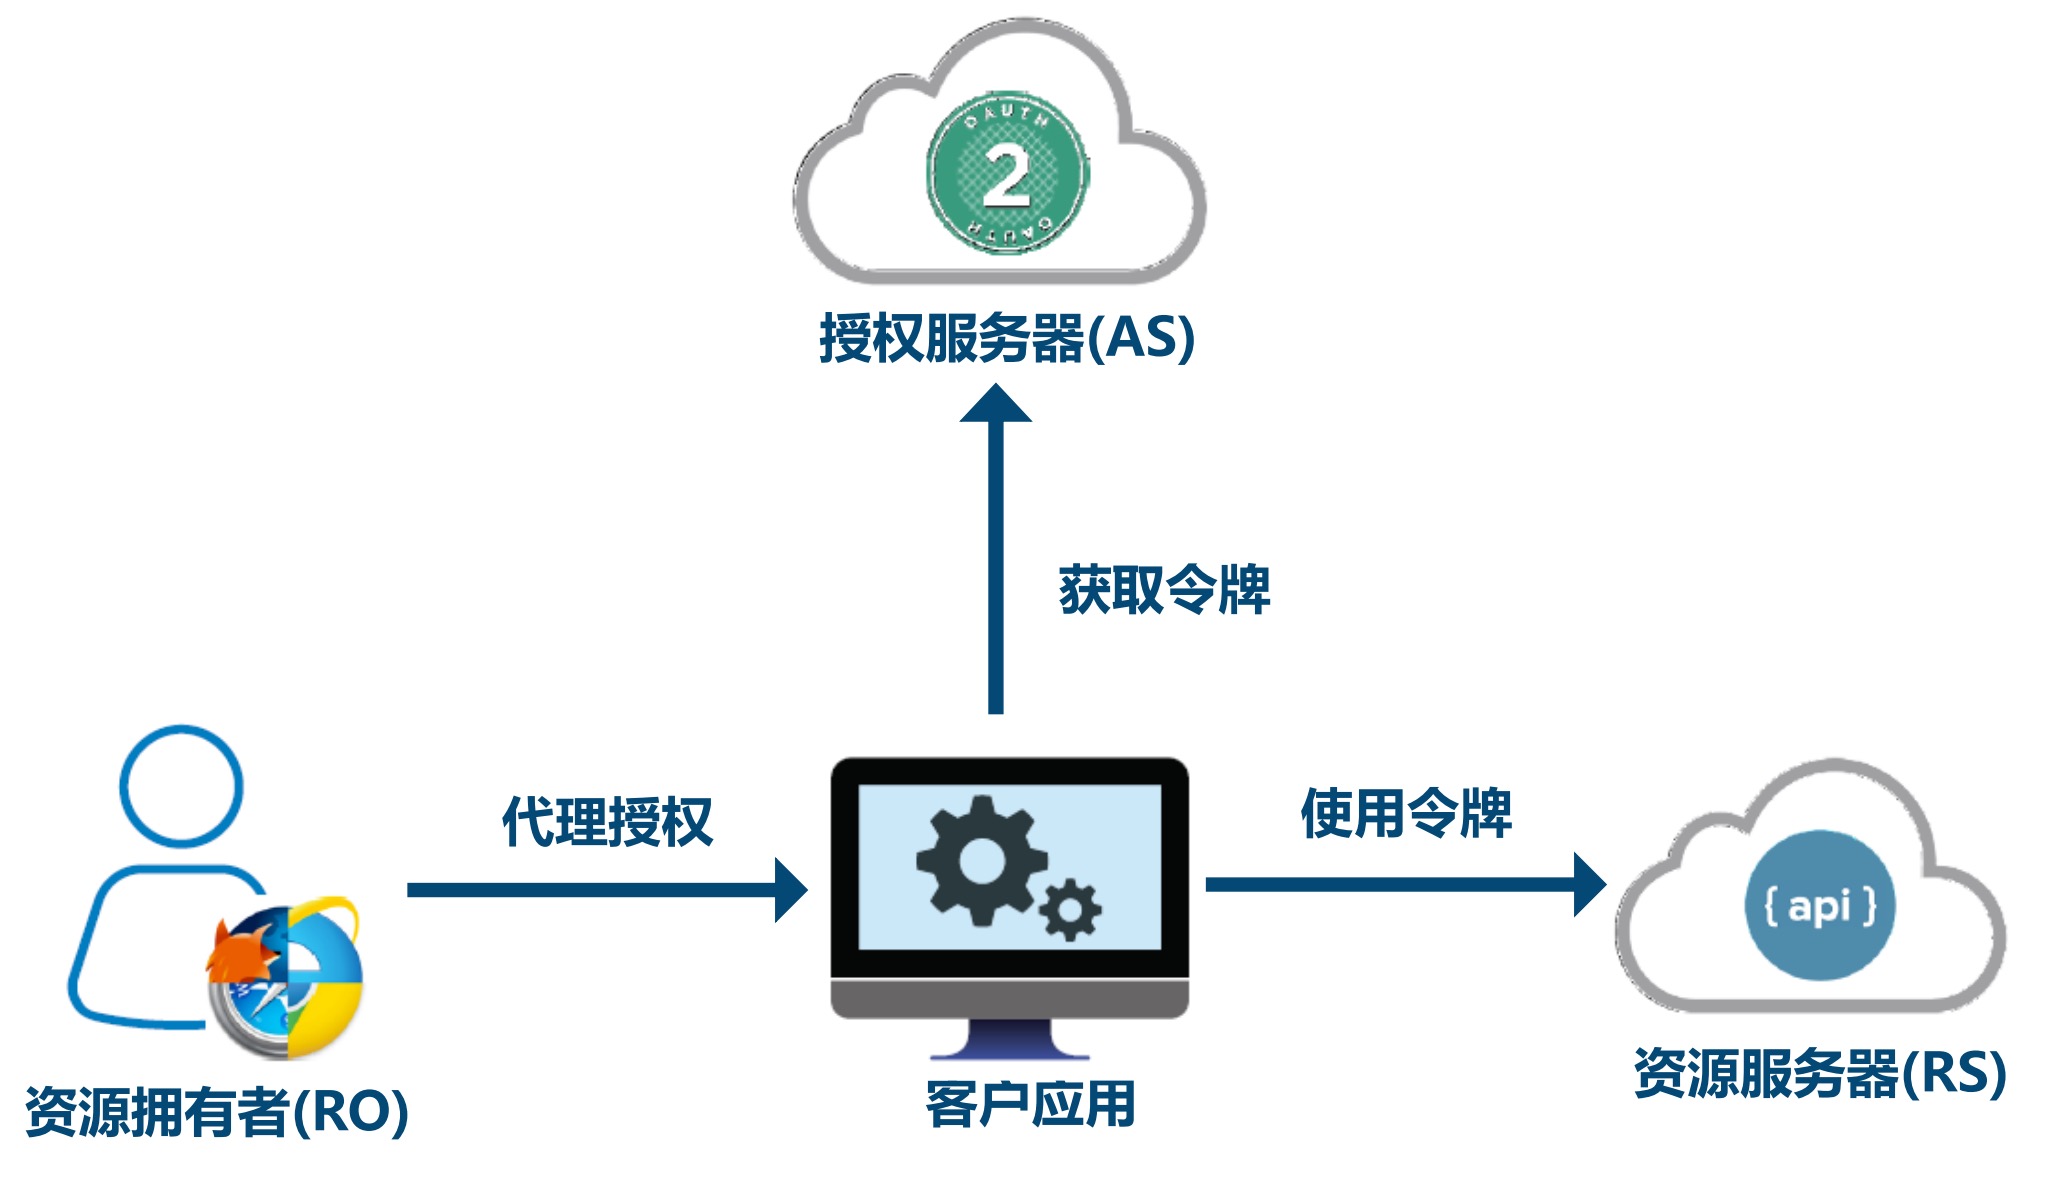 OAUTH
2
OAUTH
授权服务器(AS)
获取令牌
代理授权
使用令牌
{ api }
资源拥有者(RO)
客户应用
资源服务器(RS)